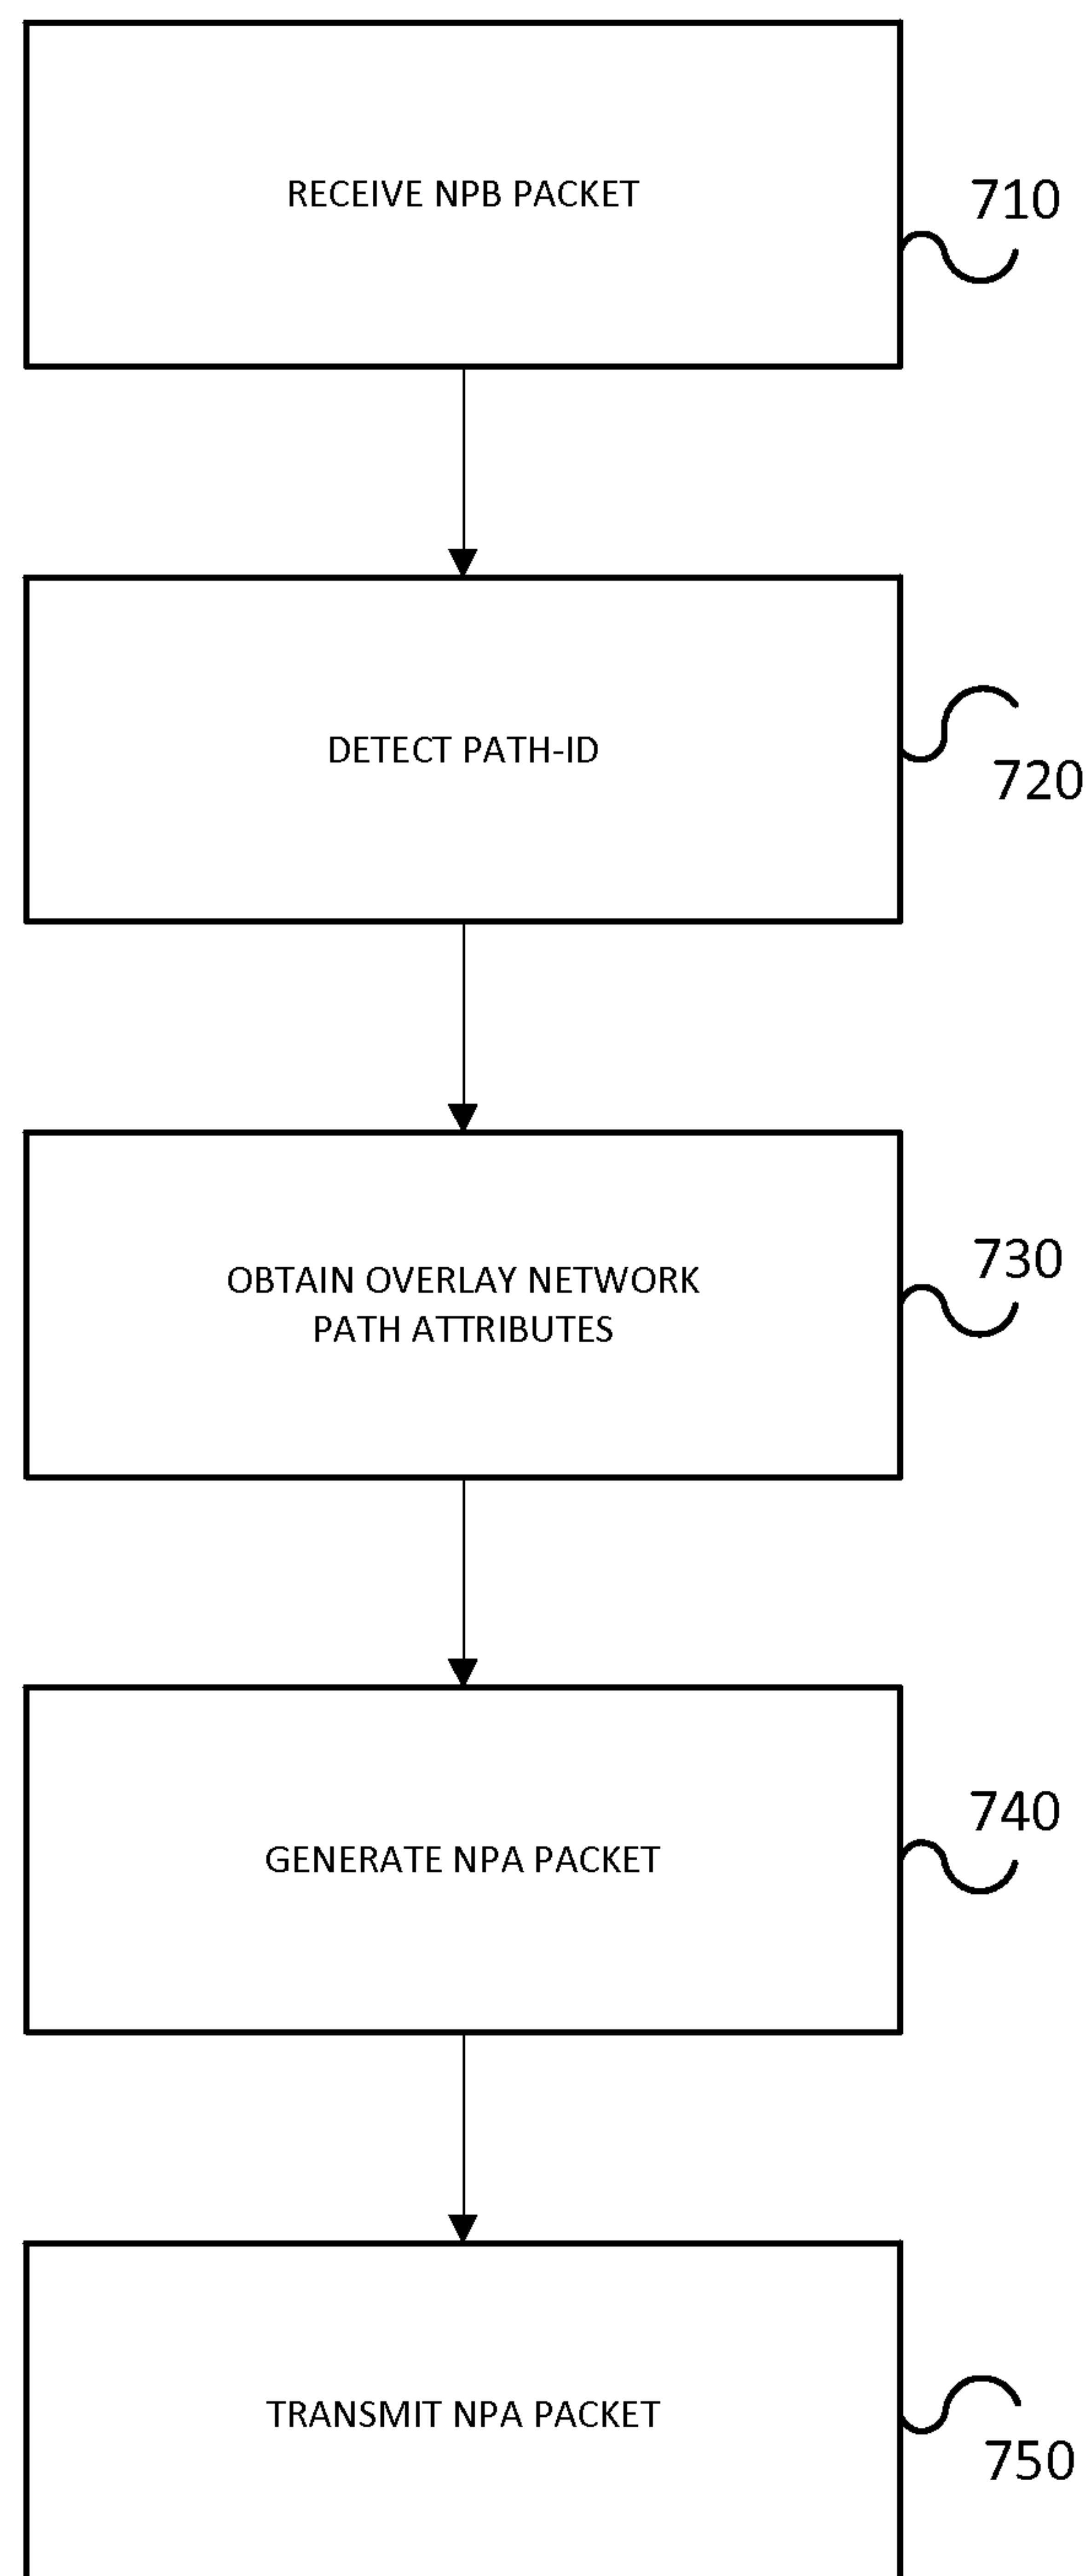 RECEIVE NPB PACKET
710
DETECT PATH-ID
720
OBTAIN OVERLAY NETWORK
PATH ATTRIBUTES
730
GENERATE NPA PACKET
740
TRANSMIT NPA PACKET
750